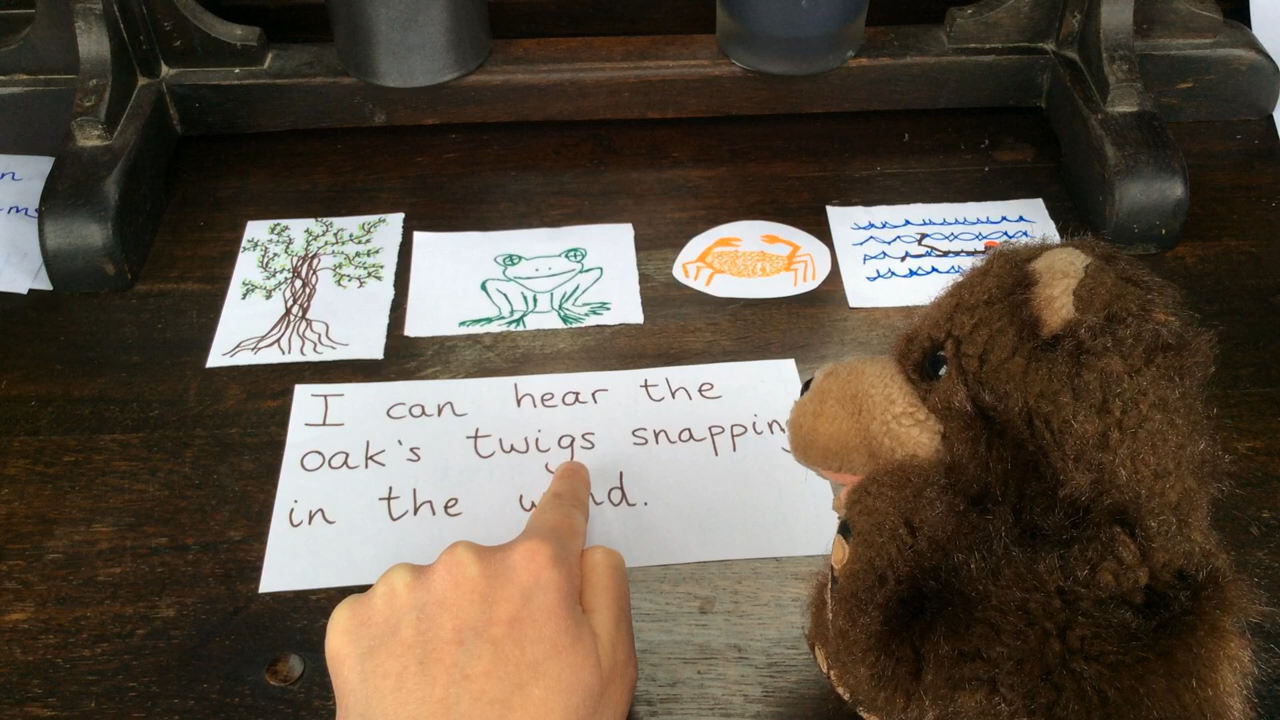 I can hear the
oak's twigs snapping
in the wind.